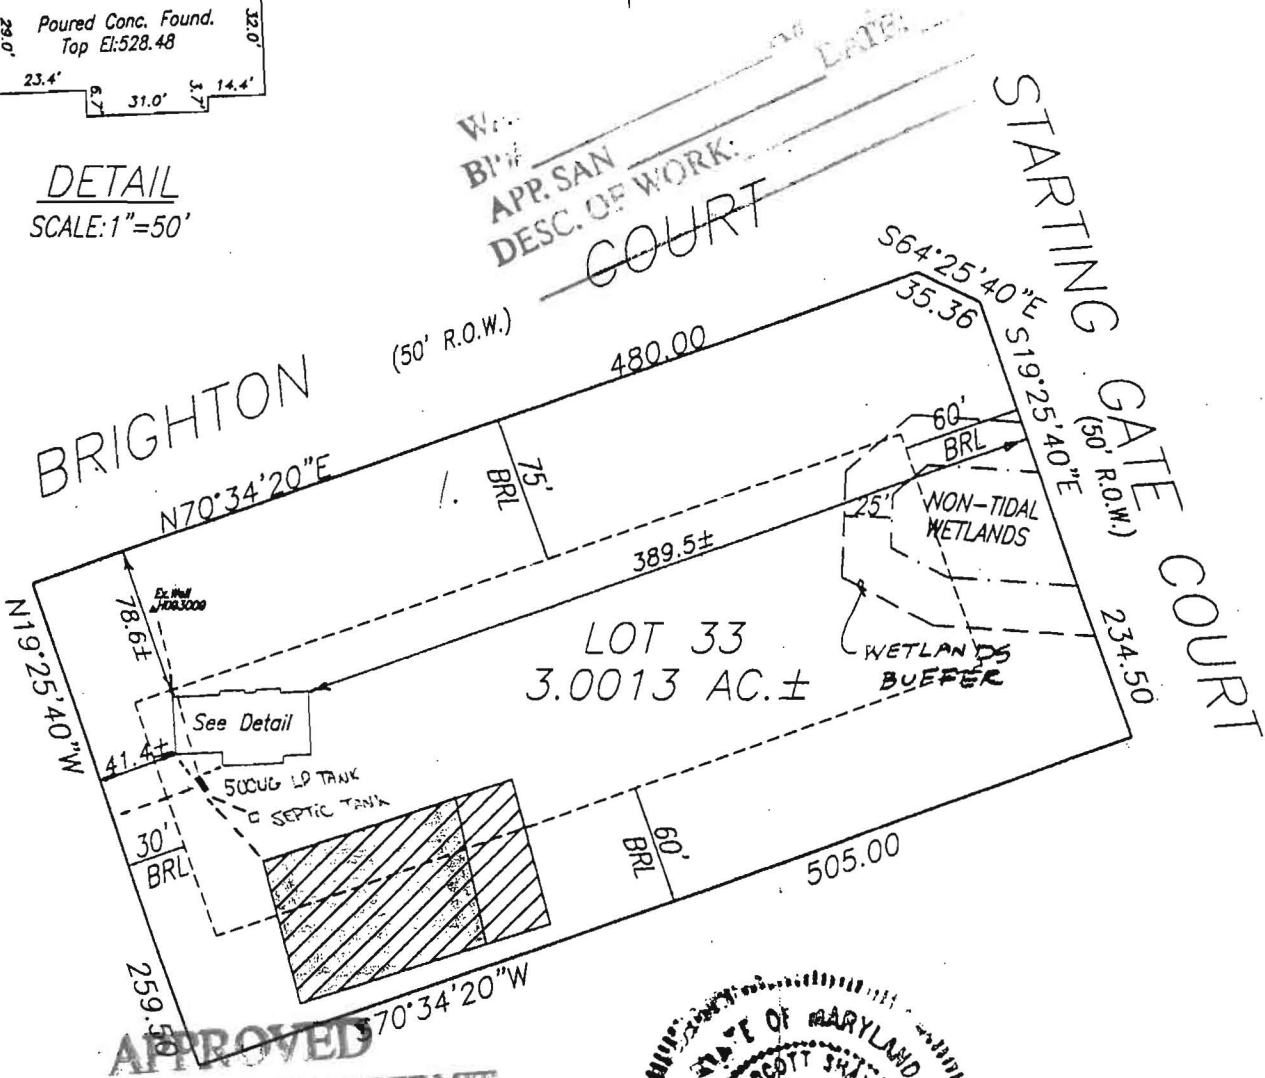 29.0'
Poured Conc. Found.
Top El:528.48
32.0'
23.4'
6.7'
31.0'
3.7'
14.4'
DETAIL
SCALE:1"=50'
DATE:
APP. SAN
DESC. OF WORK:
BRIGHTON
(50' R.O.W.)
COURT
STARTING GATE COURT
(50' R.O.W.)
S64°25'40"E
35.36
480.00
S19°25'40"E
N70°34'20"E
75'
BRL
60'
BRL
25'
NON-TIDAL
WETLANDS
389.5±
Ex. Well
78.6±
N19°25'40"W
LOT 33
3.0013 AC.±
WETLANDS
BUFFER
234.50
See Detail
41.4±
500UG LP TANK
SEPTIC TANK
30'
BRL
60'
BRL
505.00
259.50
S70°34'20"W
APPROVED
STATE OF MARYLAND
SCOTT